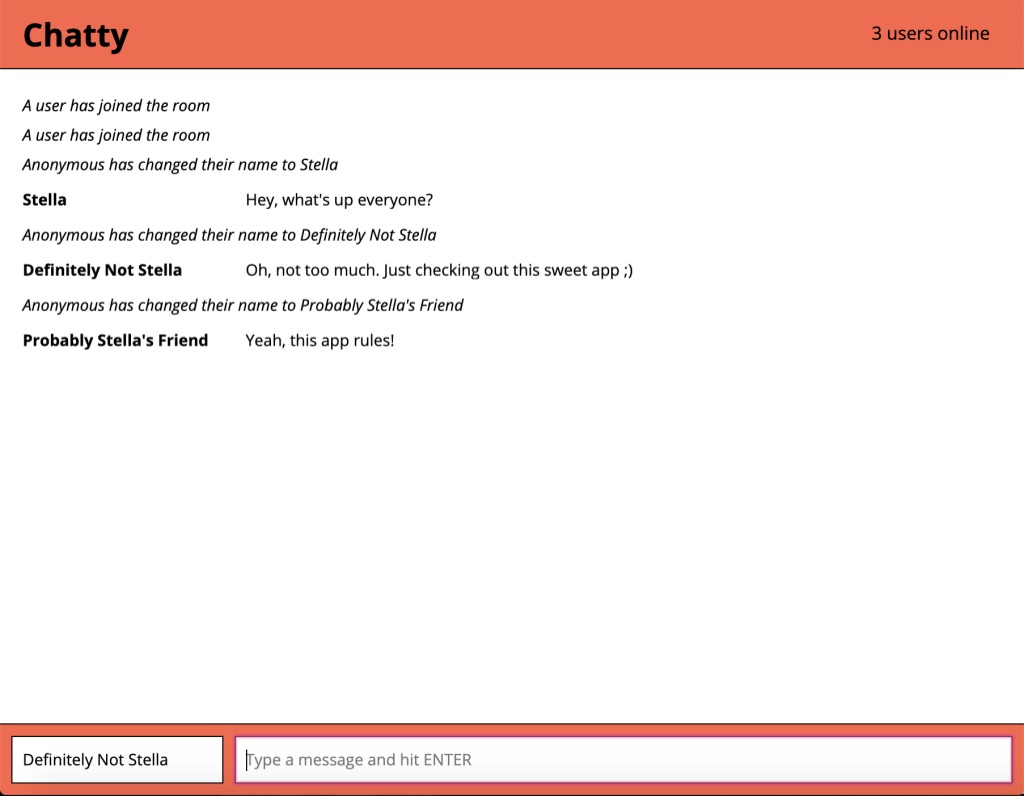 Chatty
3 users online
A user has joined the room
A user has joined the room
Anonymous has changed their name to Stella
Stella Hey, what's up everyone?
Anonymous has changed their name to Definitely Not Stella
Definitely Not Stella Oh, not too much. Just checking out this sweet app ;)
Anonymous has changed their name to Probably Stella's Friend
Probably Stella's Friend Yeah, this app rules!
Definitely Not Stella Type a message and hit ENTER